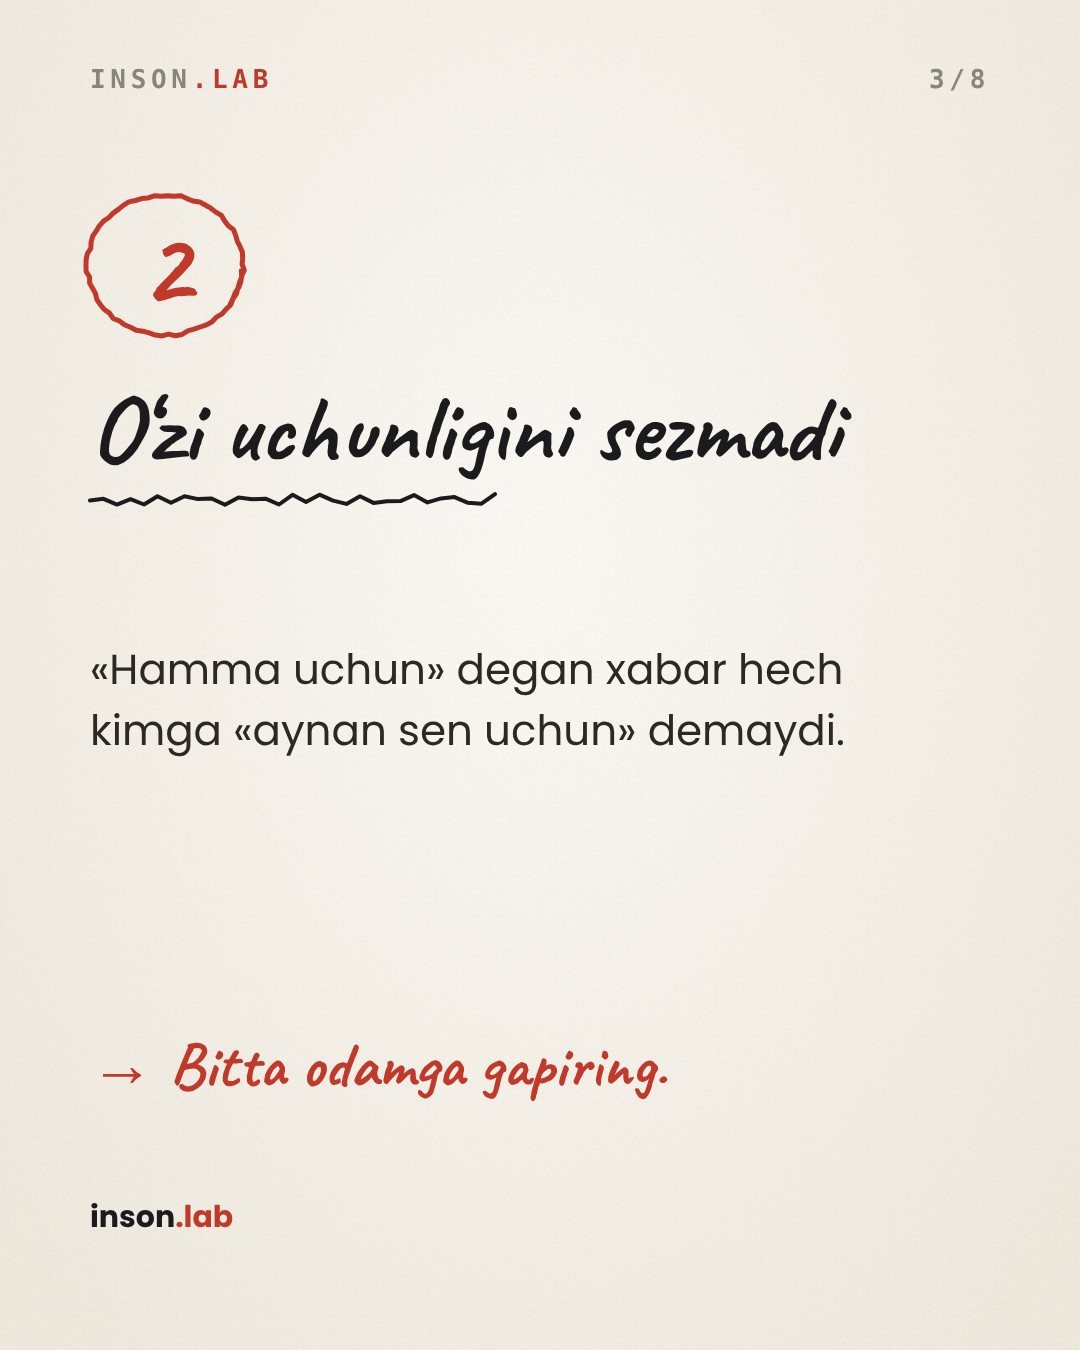 INSON.LAB
3/8
2
Oʻzi uchunligini sezmadi
«Hamma uchun» degan xabar hech
kimga «aynan sen uchun» demaydi.
→ Bitta odamga gapiring.
inson.lab